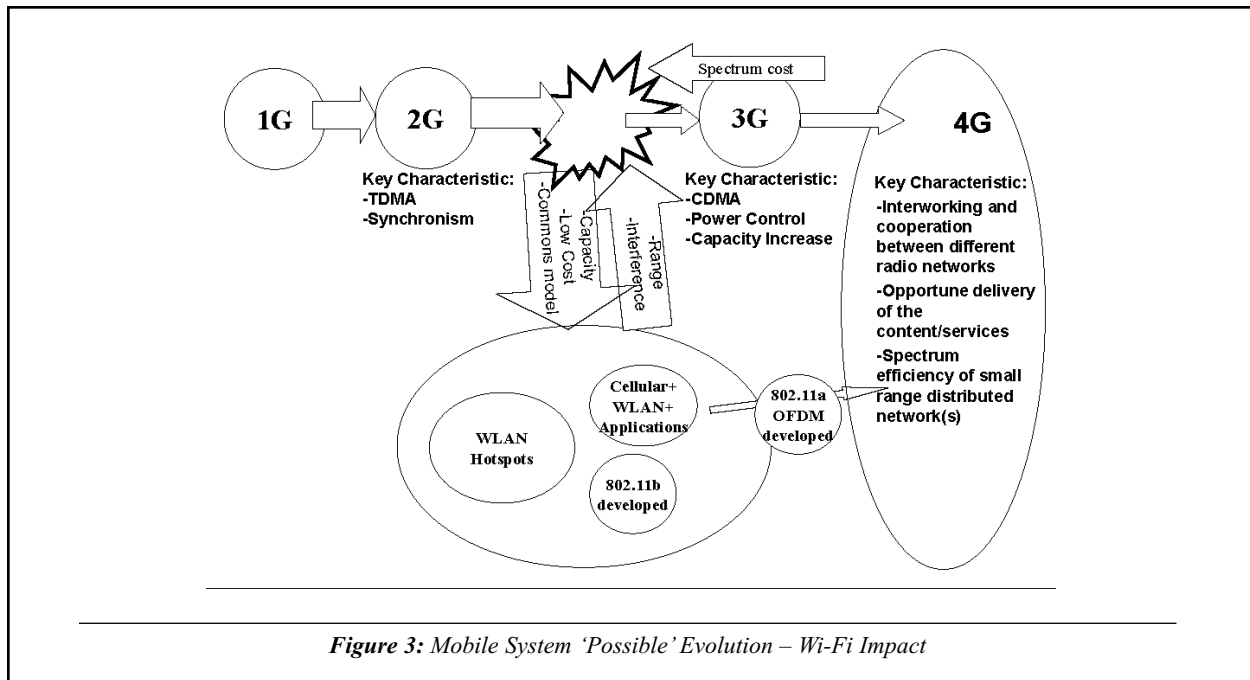 Spectrum cost
1G
2G
3G
4G
Key Characteristic:
-TDMA
-Synchronism
Key Characteristic:
-CDMA
-Power Control
-Capacity Increase
Key Characteristic:
-Interworking and
cooperation
between different
radio networks
-Opportune delivery
of the
content/services
-Spectrum
efficiency of small
range distributed
network(s)
-Capacity
-Low Cost
-Commons model
-Range
-Interference
Cellular+
WLAN+
Applications
802.11a
OFDM
developed
WLAN
Hotspots
802.11b
developed
Figure 3: Mobile System ‘Possible’ Evolution – Wi-Fi Impact